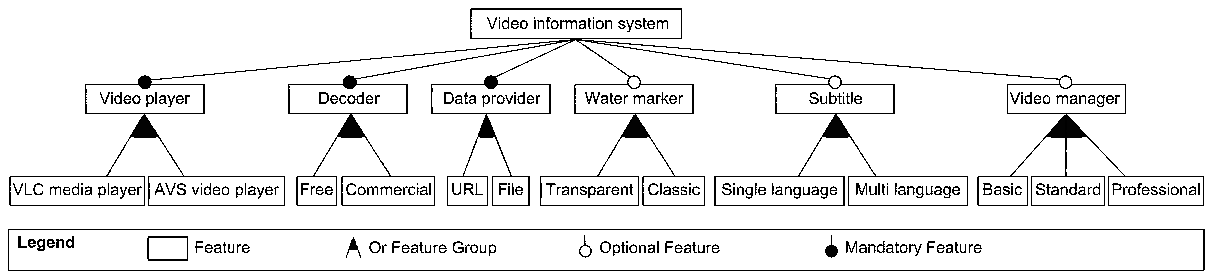 Video information system
Video player Decoder Data provider Water marker Subtitle Video manager
VLC media player AVS video player Free Commercial URL File Transparent Classic Single language Multi language Basic Standard Professional
Legend Feature Or Feature Group Optional Feature Mandatory Feature